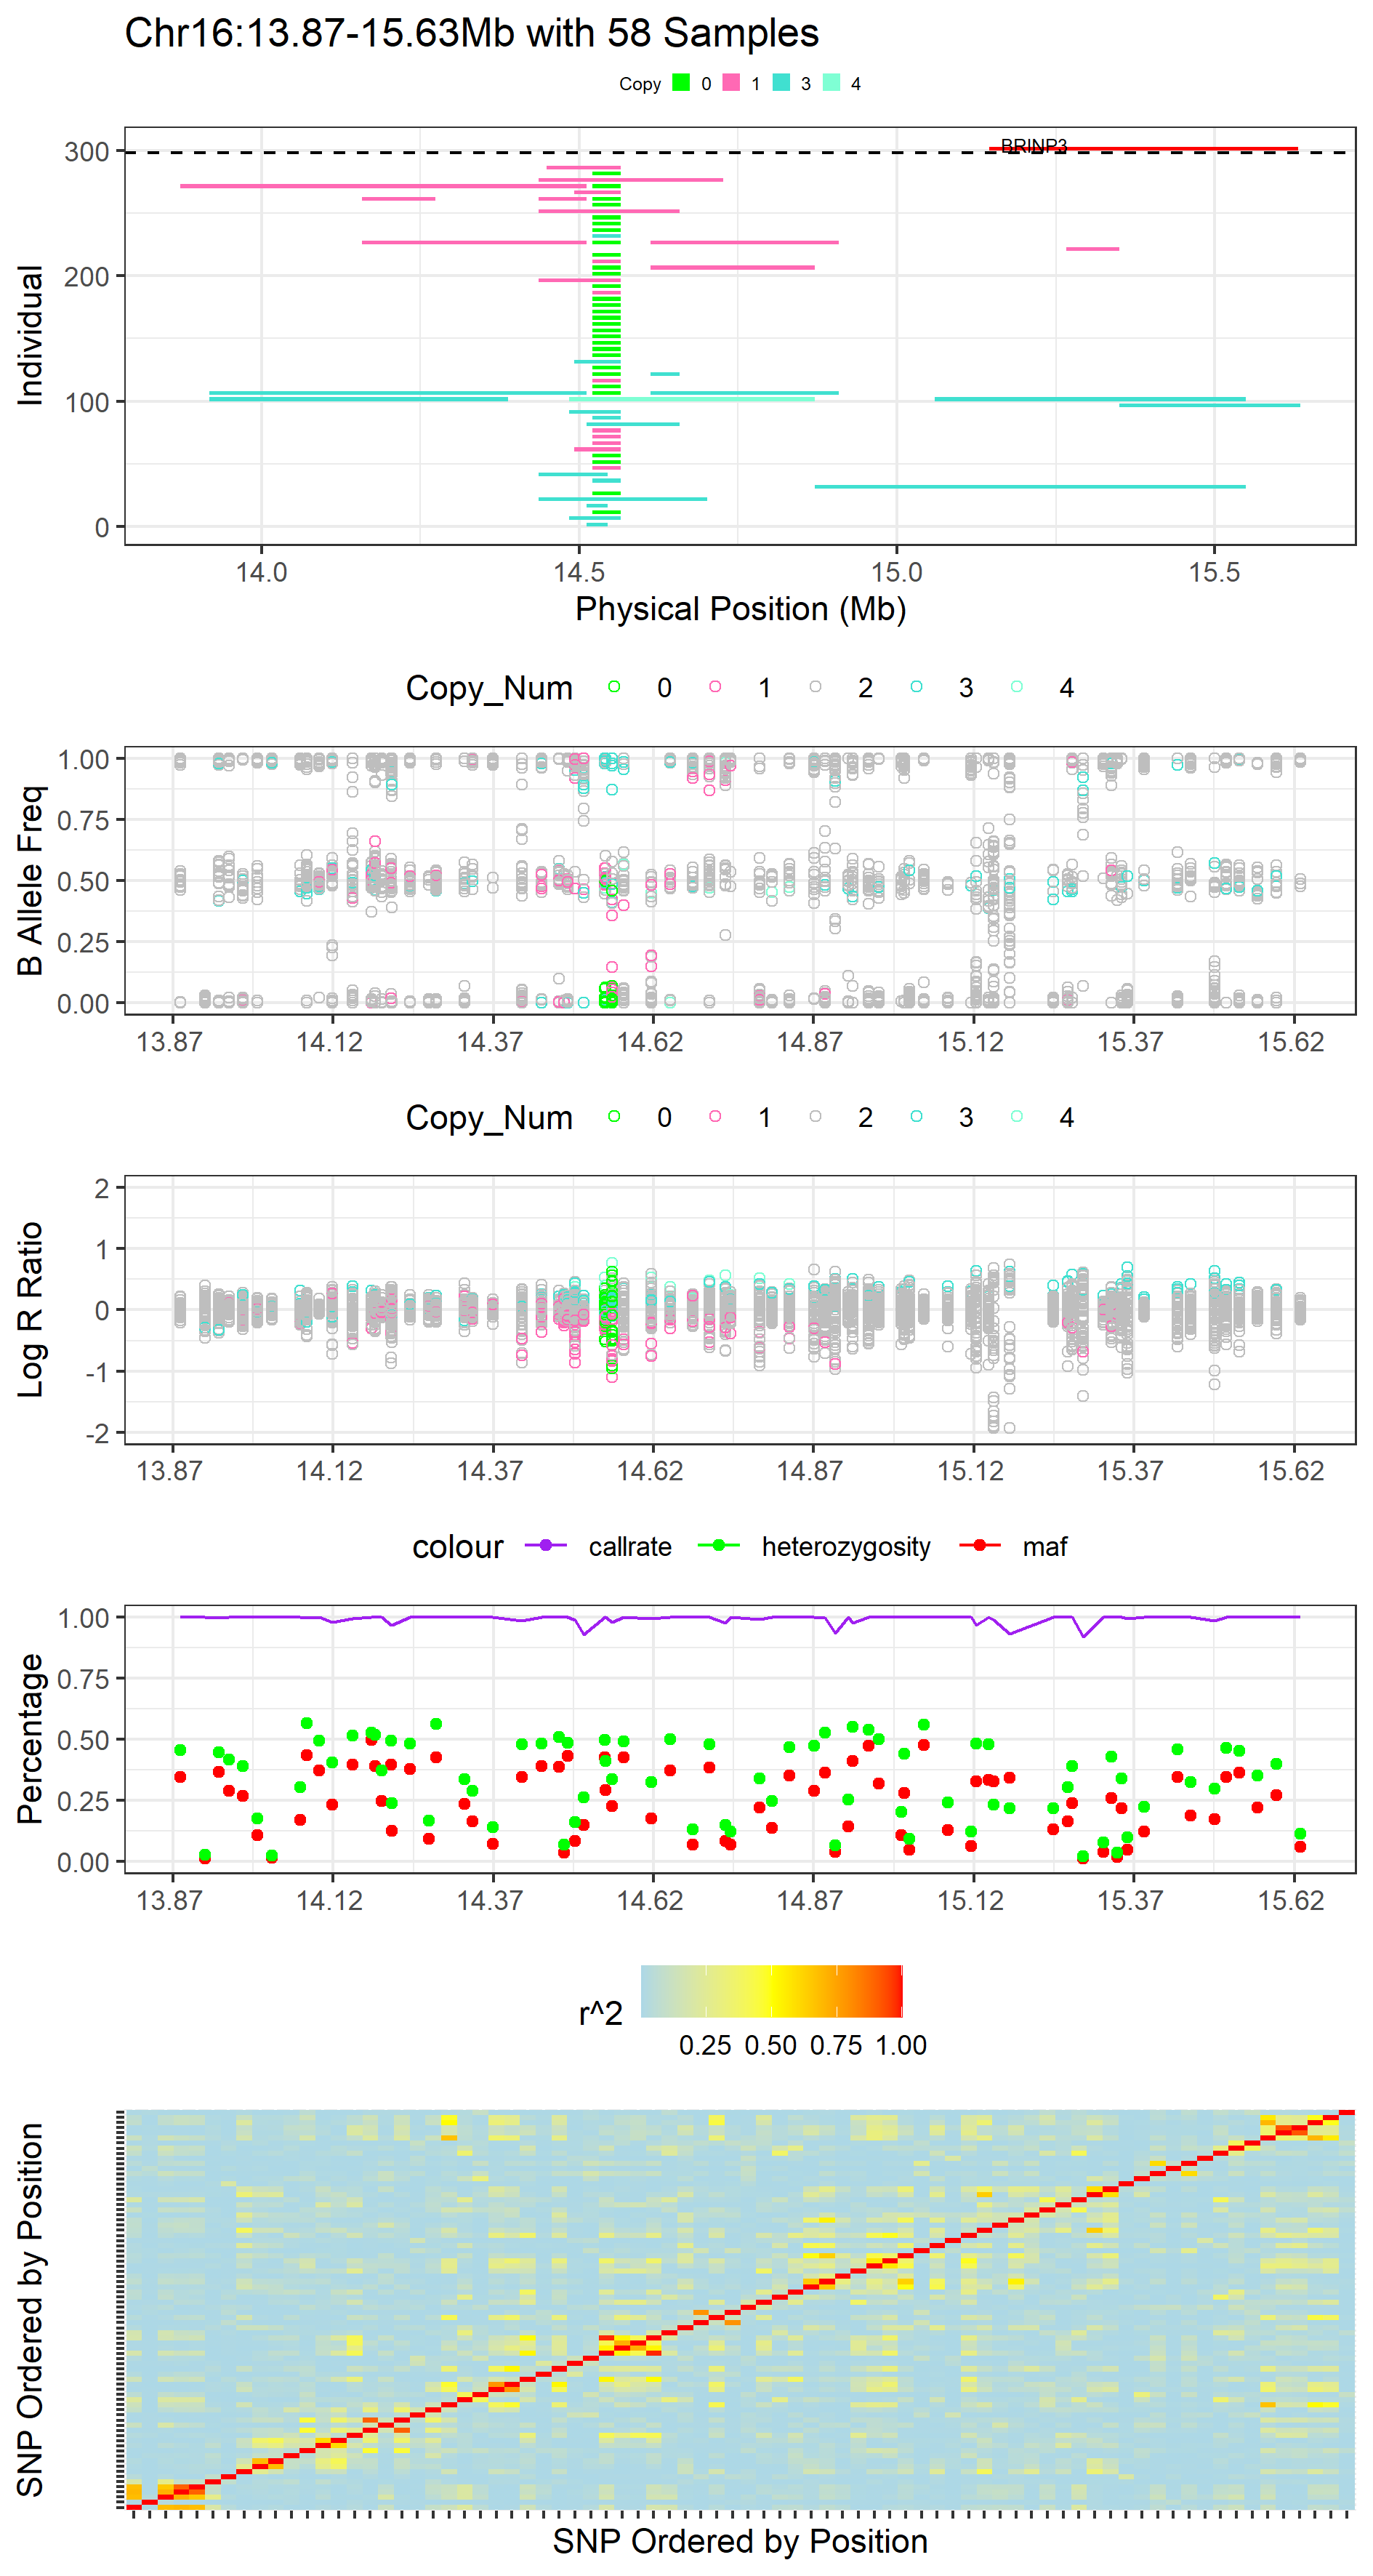 Chr16:13.87-15.63Mb with 58 Samples
Copy 0 1 3 4
BRINP3
300
200
100
0
Individual
14.0 14.5 15.0 15.5
Physical Position (Mb)
Copy_Num 0 1 2 3 4
1.00
0.75
0.50
0.25
0.00
B Allele Freq
13.87 14.12 14.37 14.62 14.87 15.12 15.37 15.62
Copy_Num 0 1 2 3 4
2
1
0
-1
-2
Log R Ratio
13.87 14.12 14.37 14.62 14.87 15.12 15.37 15.62
colour callrate heterozygosity maf
1.00
0.75
0.50
0.25
0.00
Percentage
13.87 14.12 14.37 14.62 14.87 15.12 15.37 15.62
r^2
0.25 0.50 0.75 1.00
SNP Ordered by Position
SNP Ordered by Position